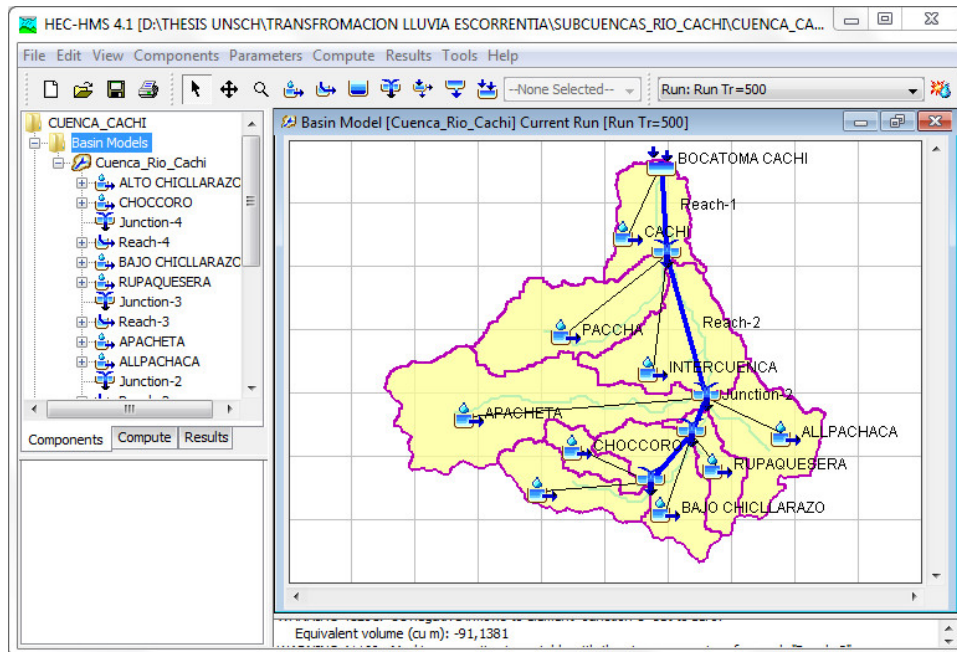 HEC-HMS 4.1 [D:\THESIS UNSCH\TRANSFROMACION LLUVIA ESCORRENTIA\SUBCUENCAS_RIO_CACHI\CUENCA_CA...
File Edit View Components Parameters Compute Results Tools Help
--None Selected--
Run: Run Tr=500
CUENCA_CACHI
Basin Models
Cuenca_Rio_Cachi
ALTO CHICLLARAZO
CHOCCORO
Junction-4
Reach-4
BAJO CHICLLARAZO
RUPAQUESERA
Junction-3
Reach-3
APACHETA
ALLPACHACA
Junction-2
Components Compute Results
Basin Model [Cuenca_Rio_Cachi] Current Run [Run Tr=500]
BOCATOMA CACHI
Reach-1
CACHI
Reach-2
PACCHA
INTERCUENCA
Junction-2
APACHETA
ALLPACHACA
CHOCCORO
RUPAQUESERA
BAJO CHICLLARAZO
Equivalent volume (cu m): -91,1381